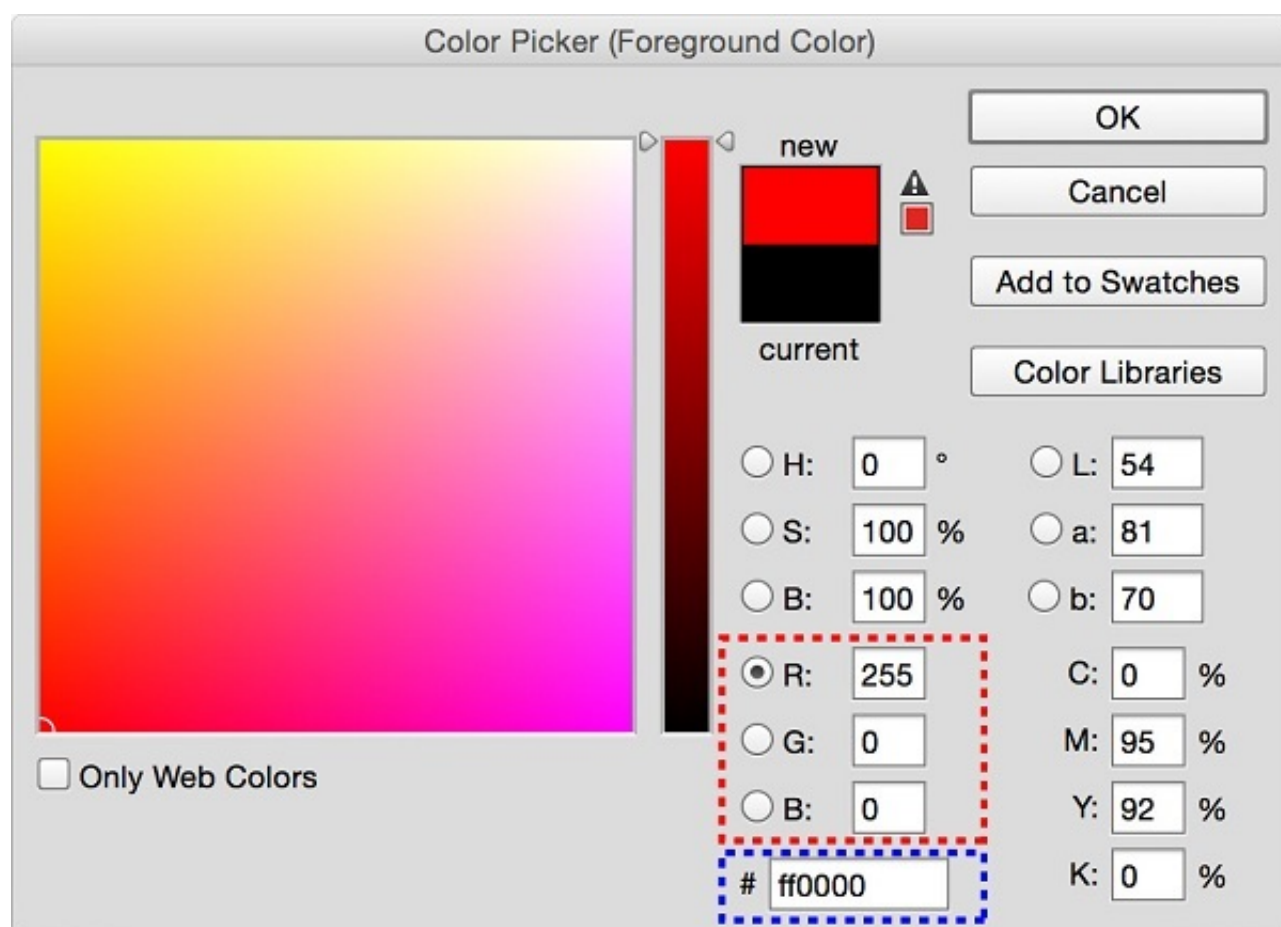 Color Picker (Foreground Color)
new
current
OK
Cancel
Add to Swatches
Color Libraries
Only Web Colors
H: 0 °
S: 100 %
B: 100 %
R: 255
G: 0
B: 0
# ff0000
L: 54
a: 81
b: 70
C: 0 %
M: 95 %
Y: 92 %
K: 0 %